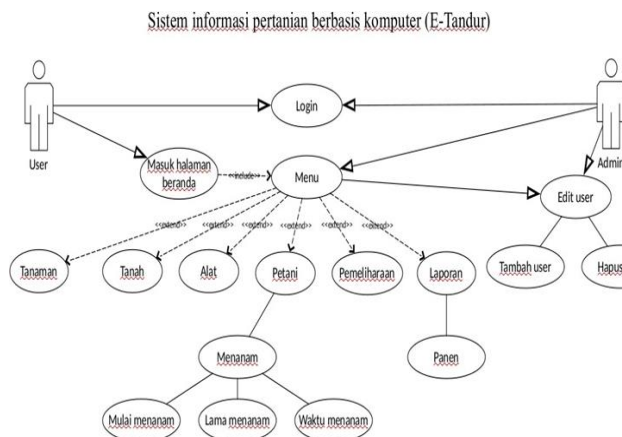 Sistem informasi pertanian berbasis komputer (E-Tandur)
Login
User
Admin
Masuk halaman
beranda
<<include>>
Menu
Edit user
<<extend>>
<<extend>>
<<extend>>
<<extend>>
<<extend>>
<<extend>>
Tanaman
Tanah
Alat
Petani
Pemeliharaan
Laporan
Tambah user
Hapus
Menanam
Panen
Mulai menanam
Lama menanam
Waktu menanam